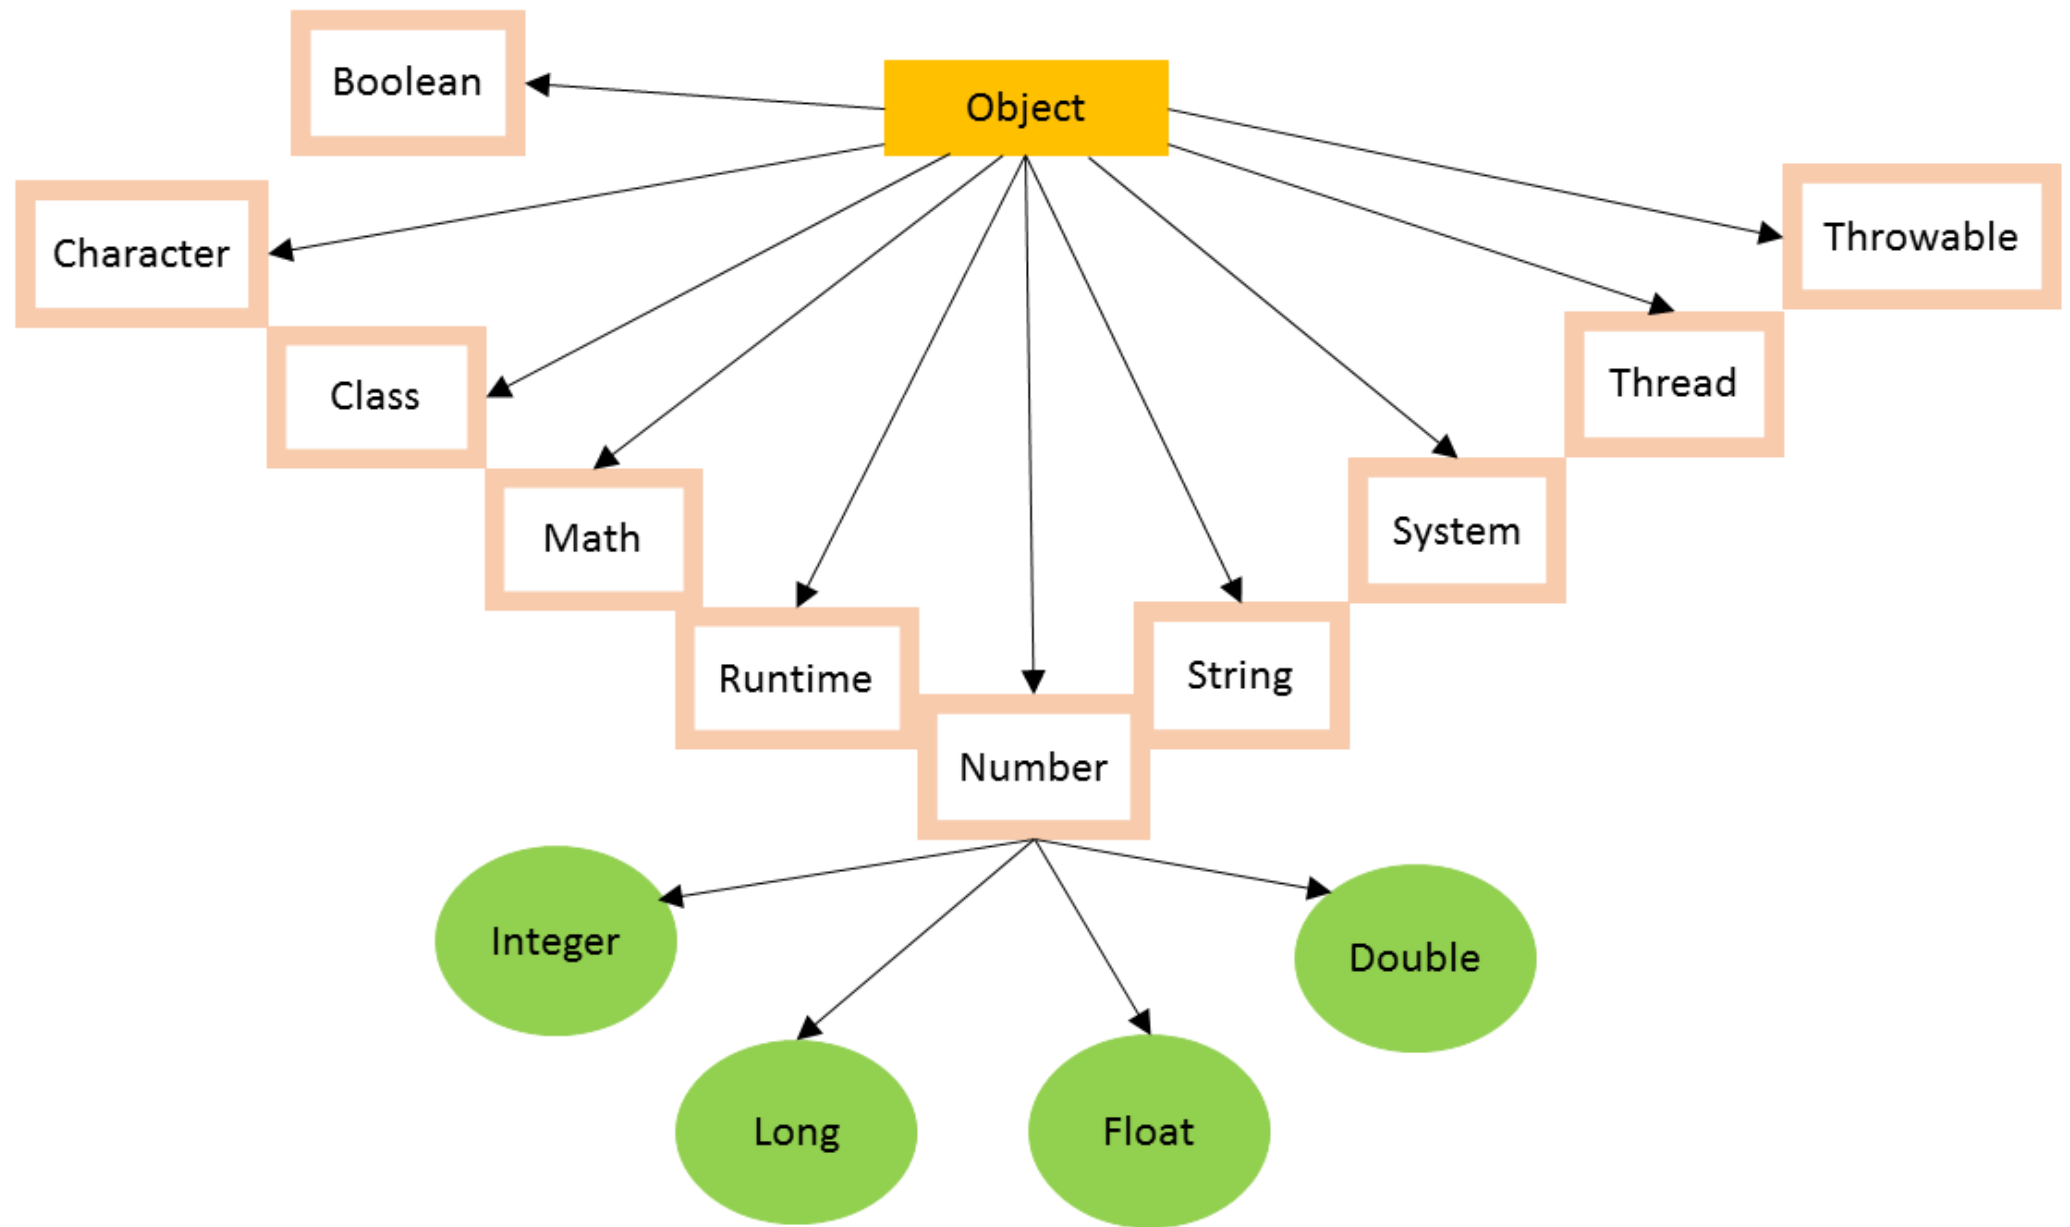 Boolean
Object
Character
Throwable
Class
Thread
Math
System
Runtime
String
Number
Integer
Double
Long
Float